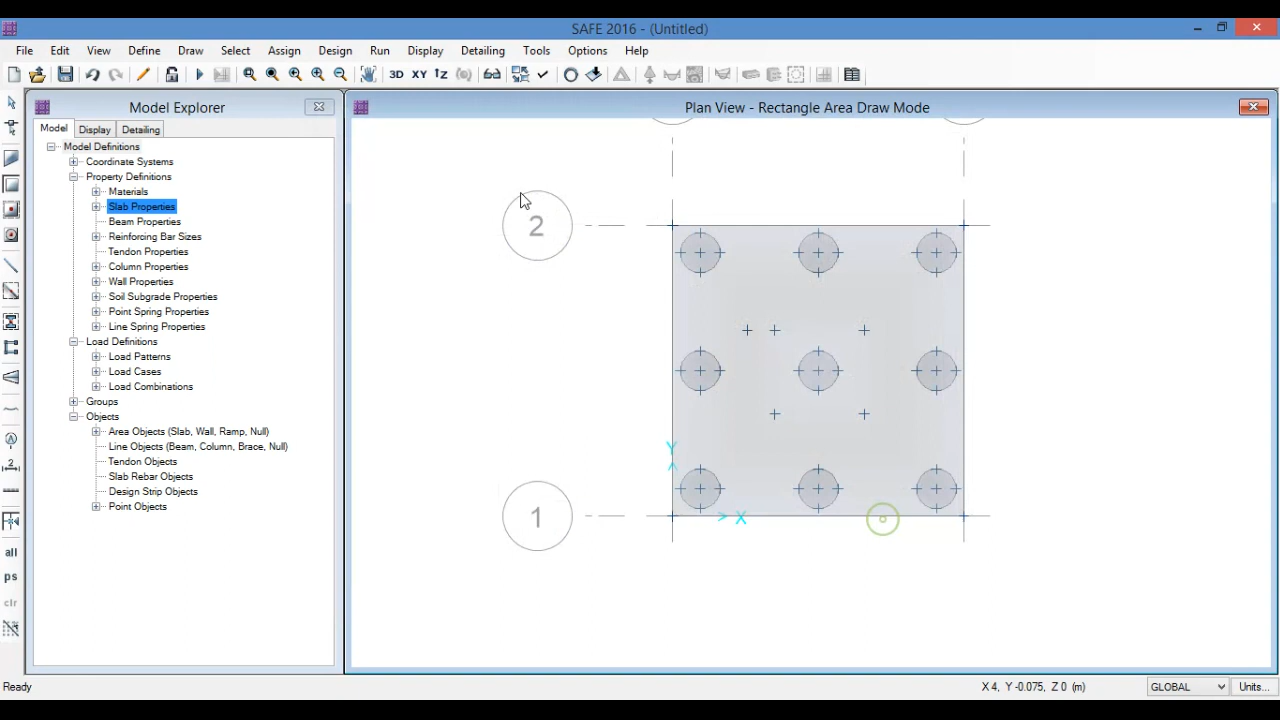 SAFE 2016 - (Untitled)
File Edit View Define Draw Select Assign Design Run Display Detailing Tools Options Help
3D XY
Model Explorer
Plan View - Rectangle Area Draw Mode
Model Display Detailing
Model Definitions
Coordinate Systems
Property Definitions
Materials
Slab Properties
Beam Properties
Reinforcing Bar Sizes
Tendon Properties
Column Properties
Wall Properties
Soil Subgrade Properties
Point Spring Properties
Line Spring Properties
Load Definitions
Load Patterns
Load Cases
Load Combinations
Groups
Objects
Area Objects (Slab, Wall, Ramp, Null)
Line Objects (Beam, Column, Brace, Null)
Tendon Objects
Slab Rebar Objects
Design Strip Objects
Point Objects
2
Y
1
X
all
ps
clr
Ready
X 4, Y -0.075, Z 0 (m)
GLOBAL
Units...